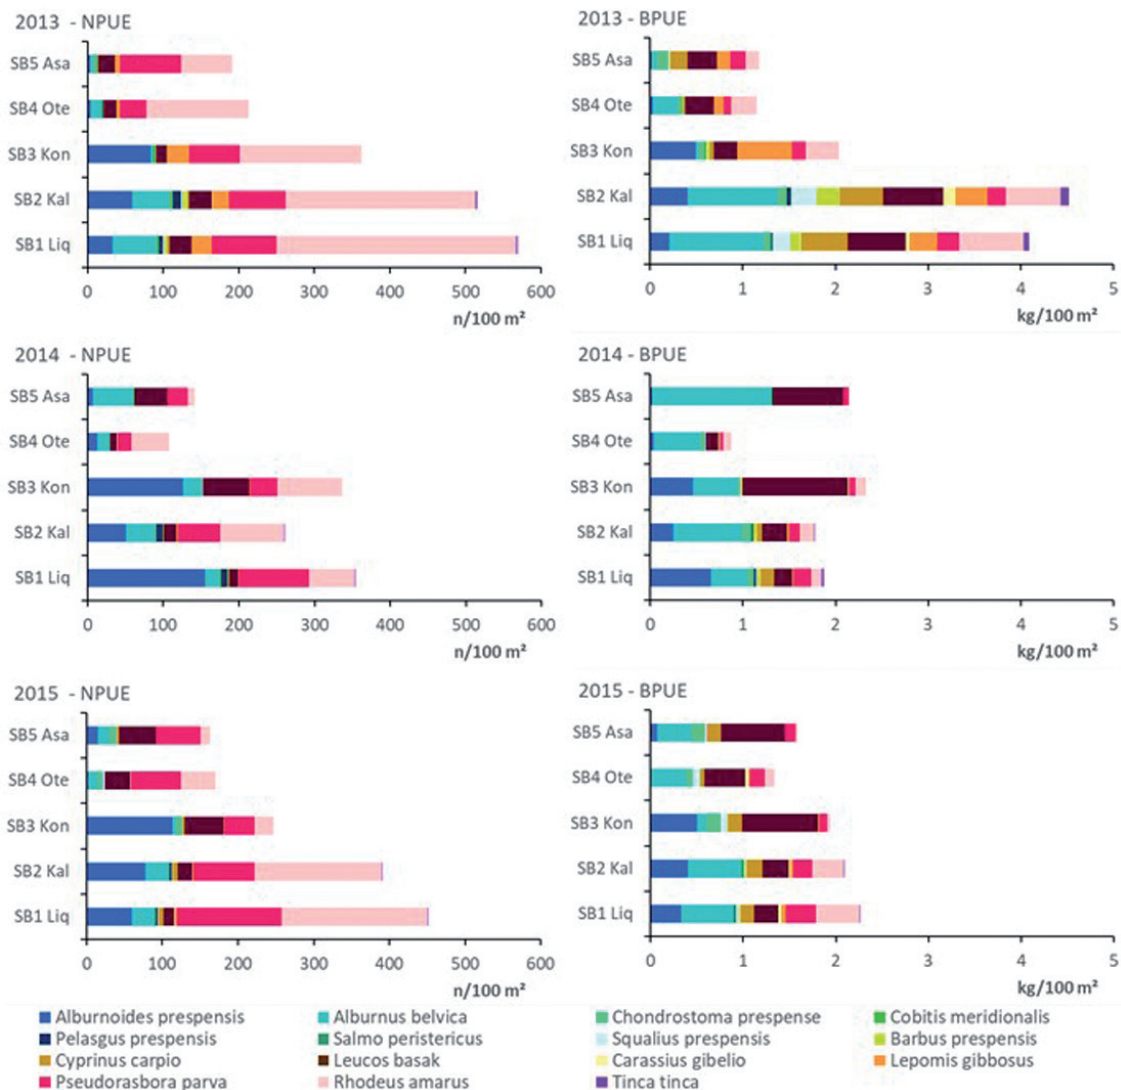 2013 - NPUE
SB5 Asa
SB4 Ote
SB3 Kon
SB2 Kal
SB1 Liq
0 100 200 300 400 500 600
n/100 m²
2013 - BPUE
SB5 Asa
SB4 Ote
SB3 Kon
SB2 Kal
SB1 Liq
0 1 2 3 4 5
kg/100 m²
2014 - NPUE
SB5 Asa
SB4 Ote
SB3 Kon
SB2 Kal
SB1 Liq
0 100 200 300 400 500 600
n/100 m²
2014 - BPUE
SB5 Asa
SB4 Ote
SB3 Kon
SB2 Kal
SB1 Liq
0 1 2 3 4 5
kg/100 m²
2015 - NPUE
SB5 Asa
SB4 Ote
SB3 Kon
SB2 Kal
SB1 Liq
0 100 200 300 400 500 600
n/100 m²
2015 - BPUE
SB5 Asa
SB4 Ote
SB3 Kon
SB2 Kal
SB1 Liq
0 1 2 3 4 5
kg/100 m²
Alburnoides prespensis Alburnus belvica Chondrostoma prespense Cobitis meridionalis
Pelasgus prespensis Salmo peristericus Squalius prespensis Barbus prespensis
Cyprinus carpio Leucos basak Carassius gibelio Lepomis gibbosus
Pseudorasbora parva Rhodeus amarus Tinca tinca